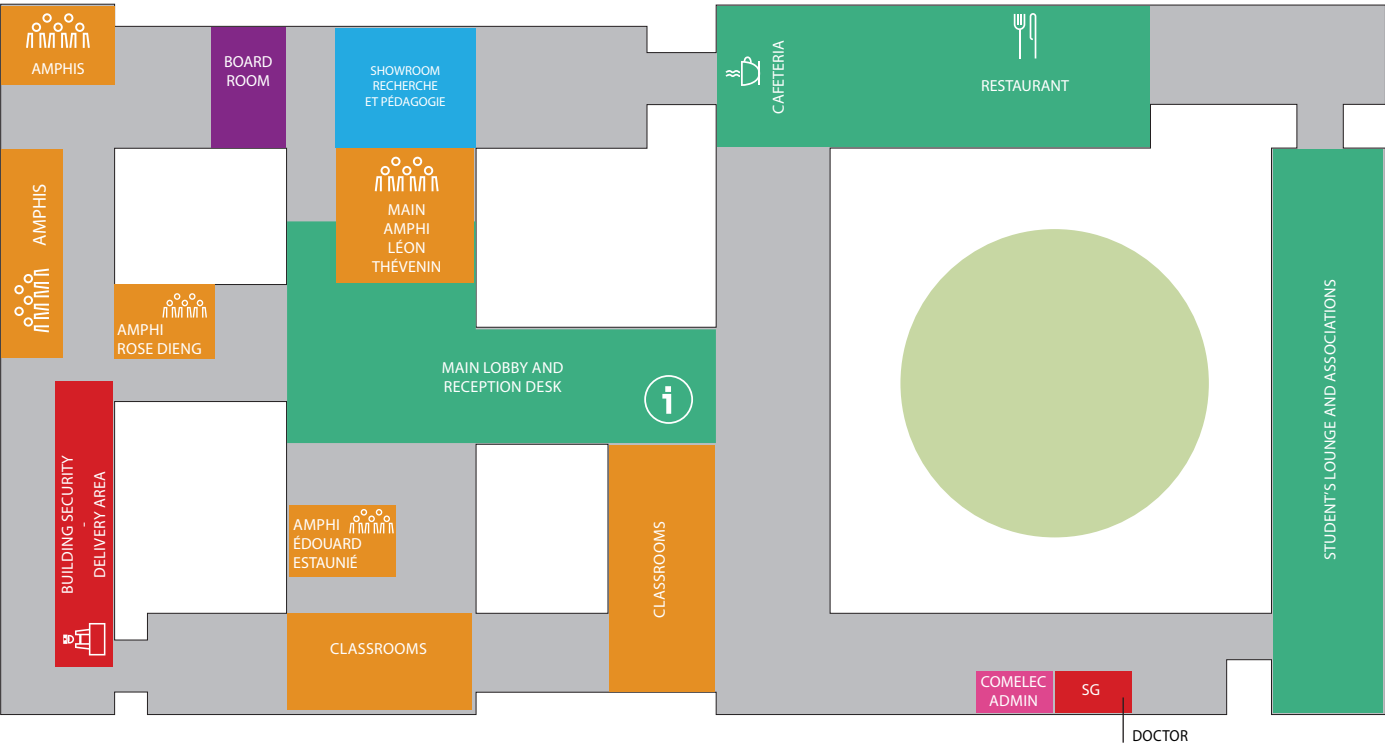 AMPHIS
BOARD
ROOM
SHOWROOM
RECHERCHE
ET PÉDAGOGIE
CAFETERIA
RESTAURANT
AMPHIS
MAIN
AMPHI
LÉON
THÉVENIN
AMPHI
ROSE DIENG
MAIN LOBBY AND
RECEPTION DESK
i
STUDENT'S LOUNGE AND ASSOCIATIONS
BUILDING SECURITY
-
DELIVERY AREA
AMPHI
ÉDOUARD
ESTAUNIÉ
CLASSROOMS
CLASSROOMS
COMELEC
ADMIN
SG
DOCTOR